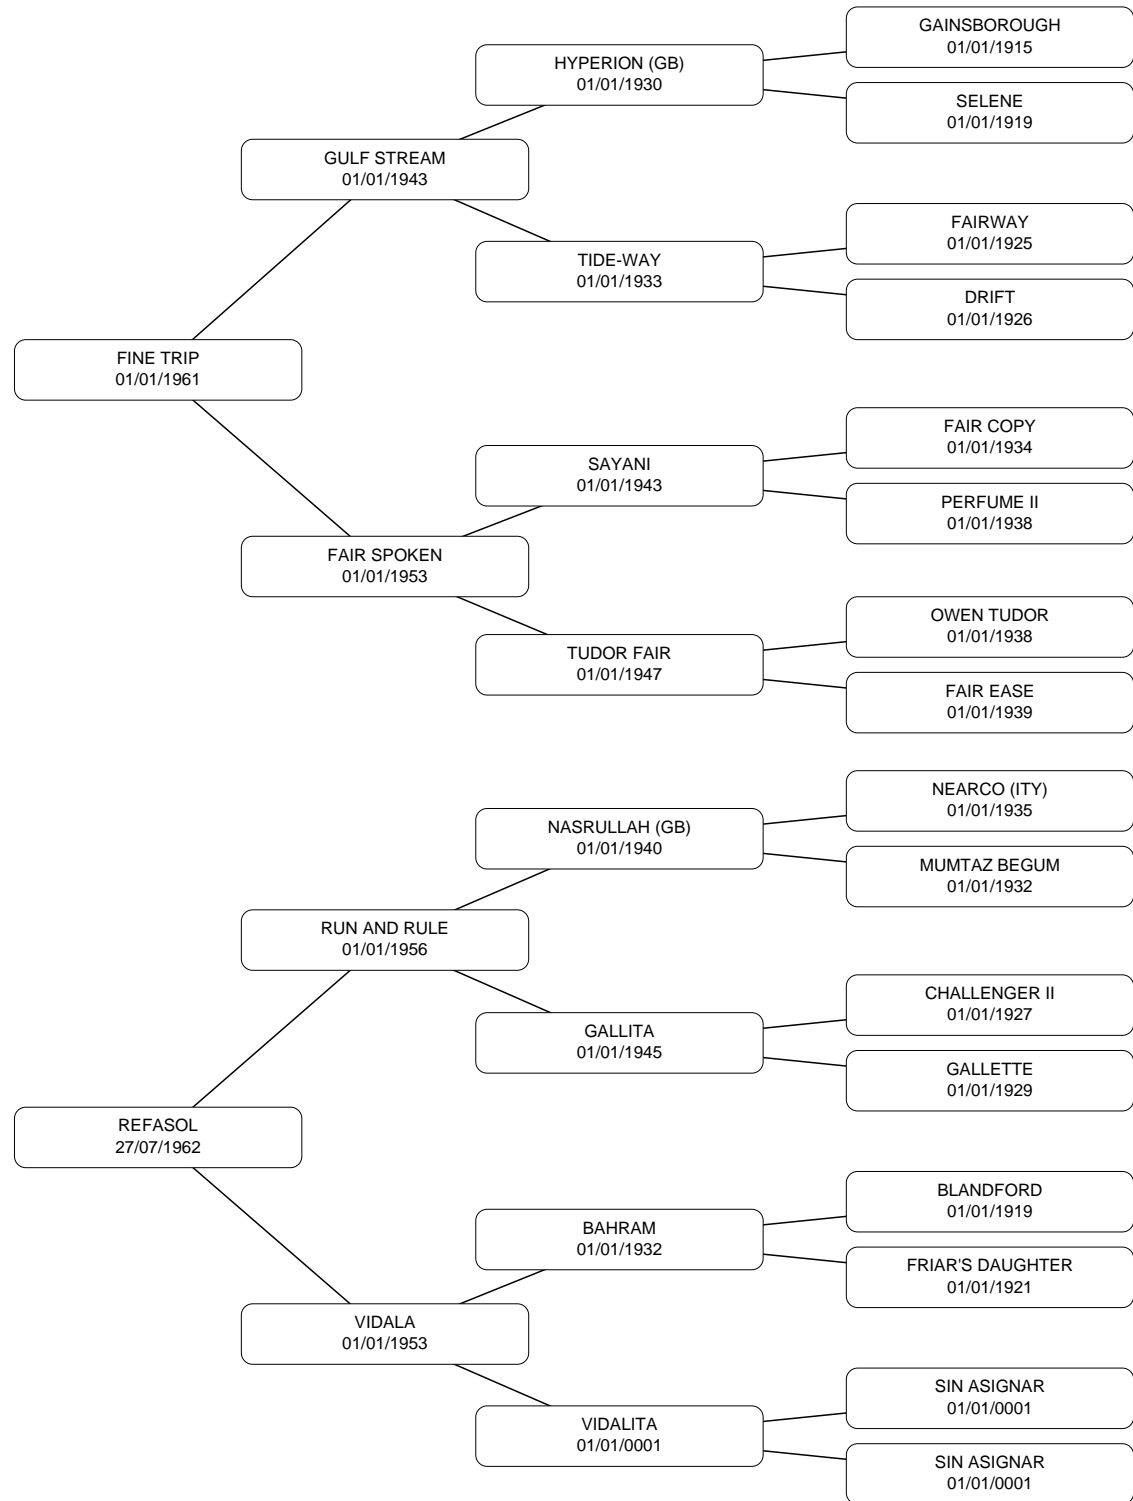 GAINSBOROUGH
01/01/1915
HYPERION (GB)
01/01/1930
SELENE
01/01/1919
GULF STREAM
01/01/1943
FAIRWAY
01/01/1925
TIDE-WAY
01/01/1933
DRIFT
01/01/1926
FINE TRIP
01/01/1961
FAIR COPY
01/01/1934
SAYANI
01/01/1943
PERFUME II
01/01/1938
FAIR SPOKEN
01/01/1953
OWEN TUDOR
01/01/1938
TUDOR FAIR
01/01/1947
FAIR EASE
01/01/1939
NEARCO (ITY)
01/01/1935
NASRULLAH (GB)
01/01/1940
MUMTAZ BEGUM
01/01/1932
RUN AND RULE
01/01/1956
CHALLENGER II
01/01/1927
GALLITA
01/01/1945
GALLETTE
01/01/1929
REFASOL
27/07/1962
BLANDFORD
01/01/1919
BAHRAM
01/01/1932
FRIAR'S DAUGHTER
01/01/1921
VIDALA
01/01/1953
SIN ASIGNAR
01/01/0001
VIDALITA
01/01/0001
SIN ASIGNAR
01/01/0001